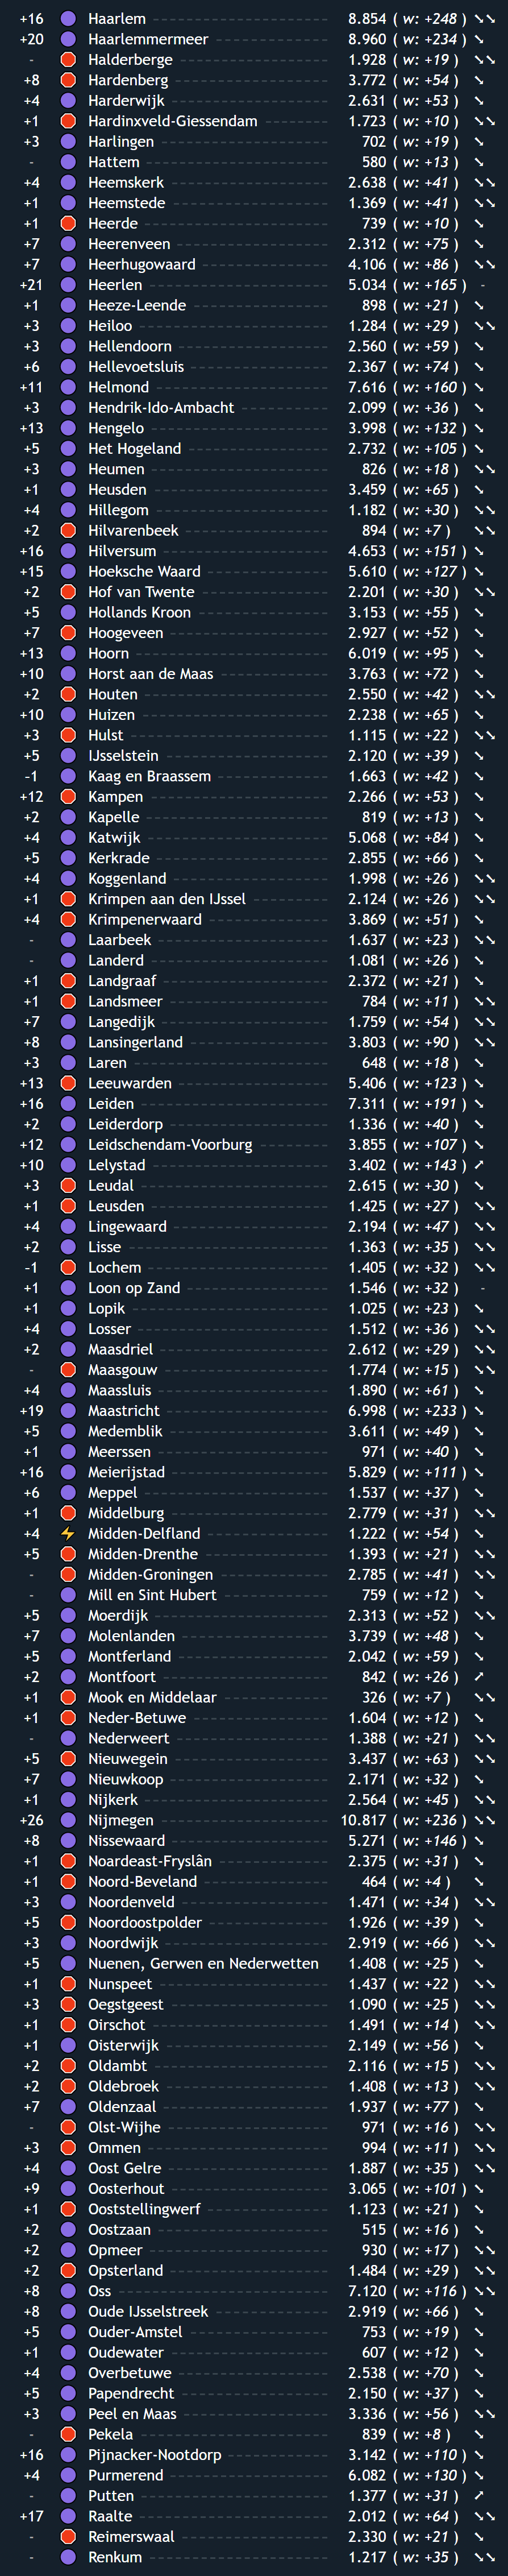 +16 Haarlem 8.854 ( w: +248 )
+20 Haarlemmermeer 8.960 ( w: +234 )
- Halderberge 1.928 ( w: +19 )
+8 Hardenberg 3.772 ( w: +54 )
+4 Harderwijk 2.631 ( w: +53 )
+1 Hardinxveld-Giessendam 1.723 ( w: +10 )
+3 Harlingen 702 ( w: +19 )
- Hattem 580 ( w: +13 )
+4 Heemskerk 2.638 ( w: +41 )
+1 Heemstede 1.369 ( w: +41 )
+1 Heerde 739 ( w: +10 )
+7 Heerenveen 2.312 ( w: +75 )
+7 Heerhugowaard 4.106 ( w: +86 )
+21 Heerlen 5.034 ( w: +165 ) -
+1 Heeze-Leende 898 ( w: +21 )
+3 Heiloo 1.284 ( w: +29 )
+3 Hellendoorn 2.560 ( w: +59 )
+6 Hellevoetsluis 2.367 ( w: +74 )
+11 Helmond 7.616 ( w: +160 )
+3 Hendrik-Ido-Ambacht 2.099 ( w: +36 )
+13 Hengelo 3.998 ( w: +132 )
+5 Het Hogeland 2.732 ( w: +105 )
+3 Heumen 826 ( w: +18 )
+1 Heusden 3.459 ( w: +65 )
+4 Hillegom 1.182 ( w: +30 )
+2 Hilvarenbeek 894 ( w: +7 )
+16 Hilversum 4.653 ( w: +151 )
+15 Hoeksche Waard 5.610 ( w: +127 )
+2 Hof van Twente 2.201 ( w: +30 )
+5 Hollands Kroon 3.153 ( w: +55 )
+7 Hoogeveen 2.927 ( w: +52 )
+13 Hoorn 6.019 ( w: +95 )
+10 Horst aan de Maas 3.763 ( w: +72 )
+2 Houten 2.550 ( w: +42 )
+10 Huizen 2.238 ( w: +65 )
+3 Hulst 1.115 ( w: +22 )
+5 IJsselstein 2.120 ( w: +39 )
-1 Kaag en Braassem 1.663 ( w: +42 )
+12 Kampen 2.266 ( w: +53 )
+2 Kapelle 819 ( w: +13 )
+4 Katwijk 5.068 ( w: +84 )
+5 Kerkrade 2.855 ( w: +66 )
+4 Koggenland 1.998 ( w: +26 )
+1 Krimpen aan den IJssel 2.124 ( w: +26 )
+4 Krimpenerwaard 3.869 ( w: +51 )
- Laarbeek 1.637 ( w: +23 )
- Landerd 1.081 ( w: +26 )
+1 Landgraaf 2.372 ( w: +21 )
+1 Landsmeer 784 ( w: +11 )
+7 Langedijk 1.759 ( w: +54 )
+8 Lansingerland 3.803 ( w: +90 )
+3 Laren 648 ( w: +18 )
+13 Leeuwarden 5.406 ( w: +123 )
+16 Leiden 7.311 ( w: +191 )
+2 Leiderdorp 1.336 ( w: +40 )
+12 Leidschendam-Voorburg 3.855 ( w: +107 )
+10 Lelystad 3.402 ( w: +143 )
+3 Leudal 2.615 ( w: +30 )
+1 Leusden 1.425 ( w: +27 )
+4 Lingewaard 2.194 ( w: +47 )
+2 Lisse 1.363 ( w: +35 )
-1 Lochem 1.405 ( w: +32 )
+1 Loon op Zand 1.546 ( w: +32 ) -
+1 Lopik 1.025 ( w: +23 )
+4 Losser 1.512 ( w: +36 )
+2 Maasdriel 2.612 ( w: +29 )
- Maasgouw 1.774 ( w: +15 )
+4 Maassluis 1.890 ( w: +61 )
+19 Maastricht 6.998 ( w: +233 )
+5 Medemblik 3.611 ( w: +49 )
+1 Meerssen 971 ( w: +40 )
+16 Meierijstad 5.829 ( w: +111 )
+6 Meppel 1.537 ( w: +37 )
+1 Middelburg 2.779 ( w: +31 )
+4 Midden-Delfland 1.222 ( w: +54 )
+5 Midden-Drenthe 1.393 ( w: +21 )
- Midden-Groningen 2.785 ( w: +41 )
- Mill en Sint Hubert 759 ( w: +12 )
+5 Moerdijk 2.313 ( w: +52 )
+7 Molenlanden 3.739 ( w: +48 )
+5 Montferland 2.042 ( w: +59 )
+2 Montfoort 842 ( w: +26 )
+1 Mook en Middelaar 326 ( w: +7 )
+1 Neder-Betuwe 1.604 ( w: +12 )
- Nederweert 1.388 ( w: +21 )
+5 Nieuwegein 3.437 ( w: +63 )
+7 Nieuwkoop 2.171 ( w: +32 )
+1 Nijkerk 2.564 ( w: +45 )
+26 Nijmegen 10.817 ( w: +236 )
+8 Nissewaard 5.271 ( w: +146 )
+1 Noardeast-Fryslân 2.375 ( w: +31 )
+1 Noord-Beveland 464 ( w: +4 )
+3 Noordenveld 1.471 ( w: +34 )
+5 Noordoostpolder 1.926 ( w: +39 )
+3 Noordwijk 2.919 ( w: +66 )
+5 Nuenen, Gerwen en Nederwetten 1.408 ( w: +25 )
+1 Nunspeet 1.437 ( w: +22 )
+3 Oegstgeest 1.090 ( w: +25 )
+1 Oirschot 1.491 ( w: +14 )
+1 Oisterwijk 2.149 ( w: +56 )
+2 Oldambt 2.116 ( w: +15 )
+2 Oldebroek 1.408 ( w: +13 )
+7 Oldenzaal 1.937 ( w: +77 )
- Olst-Wijhe 971 ( w: +16 )
+3 Ommen 994 ( w: +11 )
+4 Oost Gelre 1.887 ( w: +35 )
+9 Oosterhout 3.065 ( w: +101 )
+1 Ooststellingwerf 1.123 ( w: +21 )
+2 Oostzaan 515 ( w: +16 )
+2 Opmeer 930 ( w: +17 )
+2 Opsterland 1.484 ( w: +29 )
+8 Oss 7.120 ( w: +116 )
+8 Oude IJsselstreek 2.919 ( w: +66 )
+5 Ouder-Amstel 753 ( w: +19 )
+1 Oudewater 607 ( w: +12 )
+4 Overbetuwe 2.538 ( w: +70 )
+5 Papendrecht 2.150 ( w: +37 )
+3 Peel en Maas 3.336 ( w: +56 )
- Pekela 839 ( w: +8 )
+16 Pijnacker-Nootdorp 3.142 ( w: +110 )
+4 Purmerend 6.082 ( w: +130 )
- Putten 1.377 ( w: +31 )
+17 Raalte 2.012 ( w: +64 )
- Reimerswaal 2.330 ( w: +21 )
- Renkum 1.217 ( w: +35 )